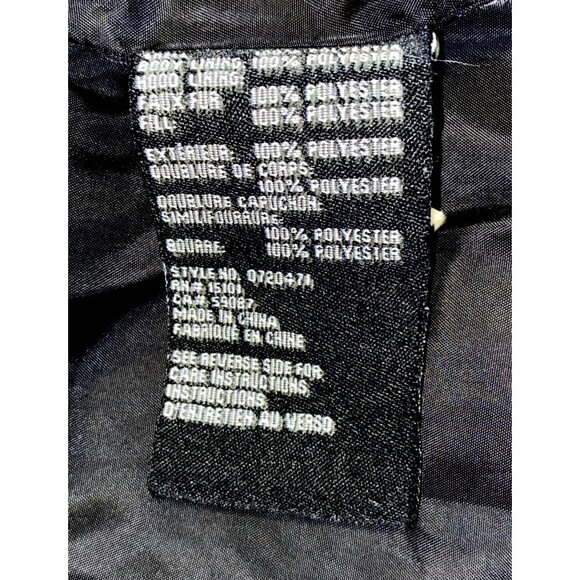 BODY LINING: 100% POLYESTER
HOOD LINING:
FAUX FUR 100% POLYESTER
FILL: 100% POLYESTER
EXTÉRIEUR: 100% POLYESTER
DOUBLURE DE CORPS:
100% POLYESTER
DOUBLURE CAPUCHON:
SIMILIFOURRURE:
100% POLYESTER
BOURRE: 100% POLYESTER
STYLE NO. 0720471
RN# 15101
CA# 59087
MADE IN CHINA
FABRIQUÉ EN CHINE
SEE REVERSE SIDE FOR
CARE INSTRUCTIONS
INSTRUCTIONS
D'ENTRETIEN AU VERSO